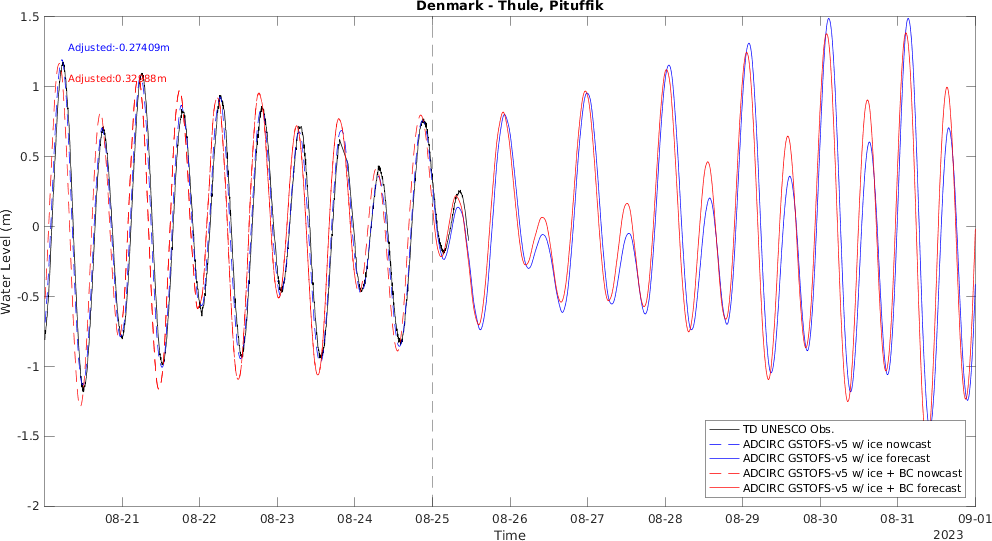 Denmark - Thule, Pituffik
Adjusted:-0.27409m
1.5
1
0.5
0
-0.5
-1
-1.5
-2
Water Level (m)
TD UNESCO Obs.
ADCIRC GSTOFS-v5 w/ ice nowcast
ADCIRC GSTOFS-v5 w/ ice forecast
ADCIRC GSTOFS-v5 w/ ice + BC nowcast
ADCIRC GSTOFS-v5 w/ ice + BC forecast
08-21 08-22 08-23 08-24 08-25 08-26 08-27 08-28 08-29 08-30 08-31 09-01
Time
2023